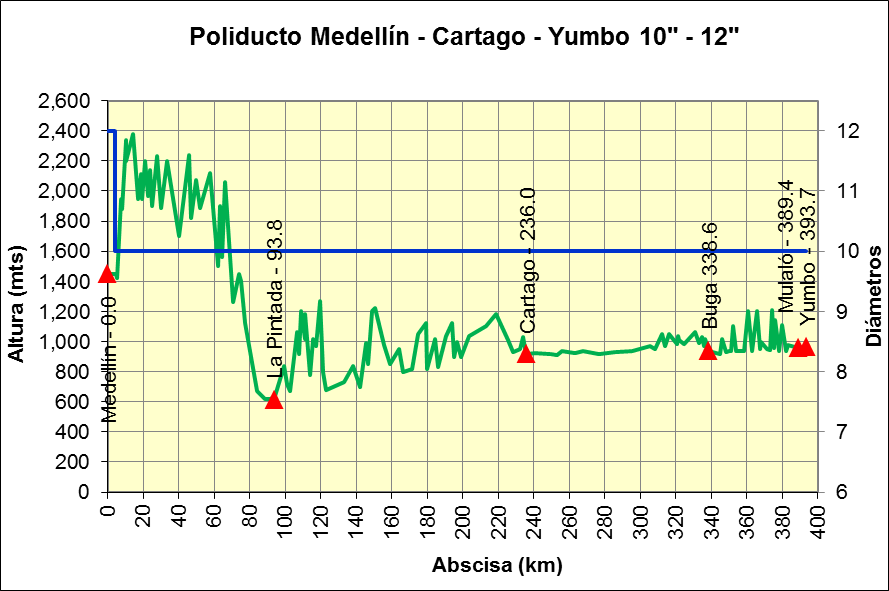 Poliducto Medellín - Cartago - Yumbo 10" - 12"
Altura (mts)
2,600
2,400
2,200
2,000
1,800
1,600
1,400
1,200
1,000
800
600
400
200
0
Medellín - 0.0
La Pintada - 93.8
Cartago - 236.0
Buga 338.6
Mulaló - 389.4
Yumbo - 393.7
12
11
10
9
8
7
6
Diámetros
0 20 40 60 80 100 120 140 160 180 200 220 240 260 280 300 320 340 360 380 400
Abscisa (km)